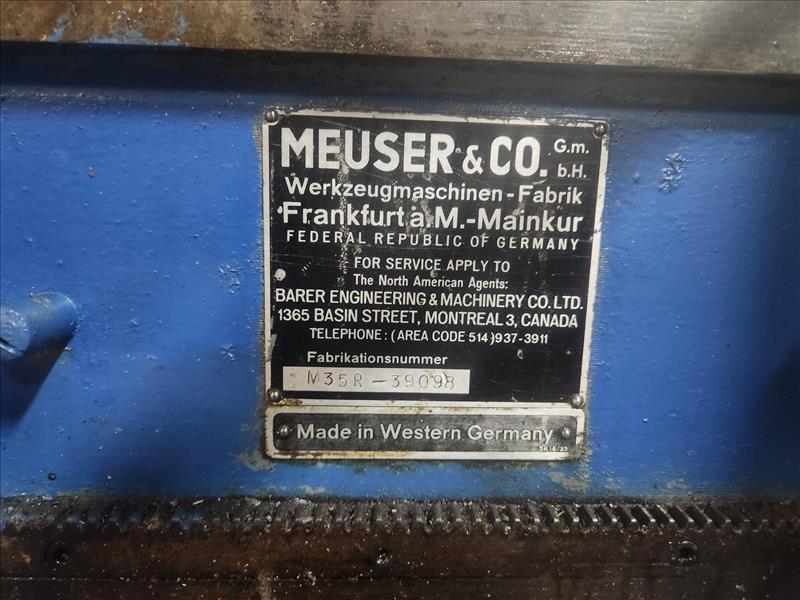 MEUSER & CO. G.m.
b.H.
Werkzeugmaschinen-Fabrik
Frankfurt a.M.-Mainkur
FEDERAL REPUBLIC OF GERMANY
FOR SERVICE APPLY TO
The North American Agents:
BARER ENGINEERING & MACHINERY CO. LTD.
1365 BASIN STREET, MONTREAL 3, CANADA
TELEPHONE: (AREA CODE 514) 937-3911
Fabrikationsnummer
M35R-39098
Made in Western Germany
SK16/33